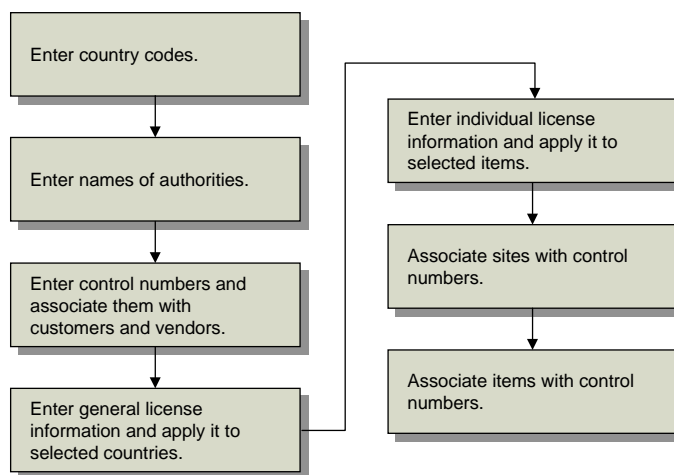 Enter country codes.
Enter names of authorities.
Enter control numbers and
associate them with
customers and vendors.
Enter general license
information and apply it to
selected countries.
Enter individual license
information and apply it to
selected items.
Associate sites with control
numbers.
Associate items with control
numbers.